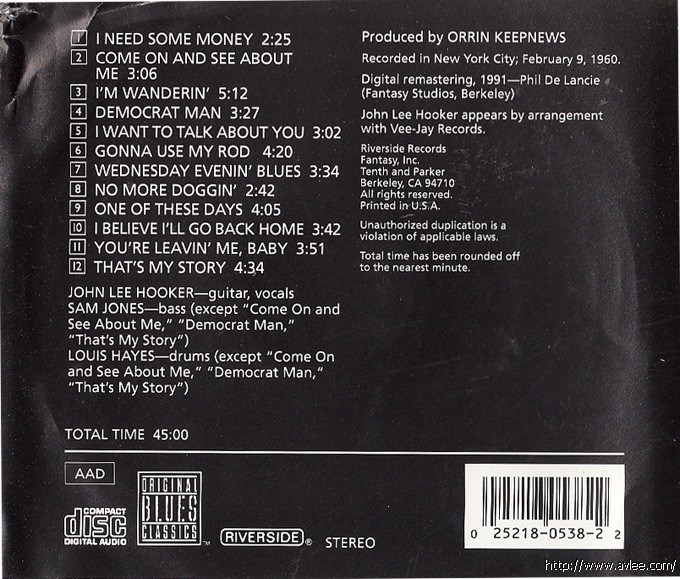 1 I NEED SOME MONEY 2:25
2 COME ON AND SEE ABOUT
ME 3:06
3 I'M WANDERIN' 5:12
4 DEMOCRAT MAN 3:27
5 I WANT TO TALK ABOUT YOU 3:02
6 GONNA USE MY ROD 4:20
7 WEDNESDAY EVENIN' BLUES 3:34
8 NO MORE DOGGIN' 2:42
9 ONE OF THESE DAYS 4:05
10 I BELIEVE I'LL GO BACK HOME 3:42
11 YOU'RE LEAVIN' ME, BABY 3:51
12 THAT'S MY STORY 4:34
JOHN LEE HOOKER—guitar, vocals
SAM JONES—bass (except "Come On and
See About Me," "Democrat Man,"
"That's My Story")
LOUIS HAYES—drums (except "Come On
and See About Me," "Democrat Man,"
"That's My Story")
TOTAL TIME 45:00
Produced by ORRIN KEEPNEWS
Recorded in New York City; February 9, 1960.
Digital remastering, 1991—Phil De Lancie
(Fantasy Studios, Berkeley)
John Lee Hooker appears by arrangement
with Vee-Jay Records.
Riverside Records
Fantasy, Inc.
Tenth and Parker
Berkeley, CA 94710
All rights reserved.
Printed in U.S.A.
Unauthorized duplication is a
violation of applicable laws.
Total time has been rounded off
to the nearest minute.
AAD
COMPACT
disc
DIGITAL AUDIO
ORIGINAL
BLUES
CLASSICS
™
RIVERSIDE®
STEREO
0 25218-0538-2 2
http://www.avlee.com/